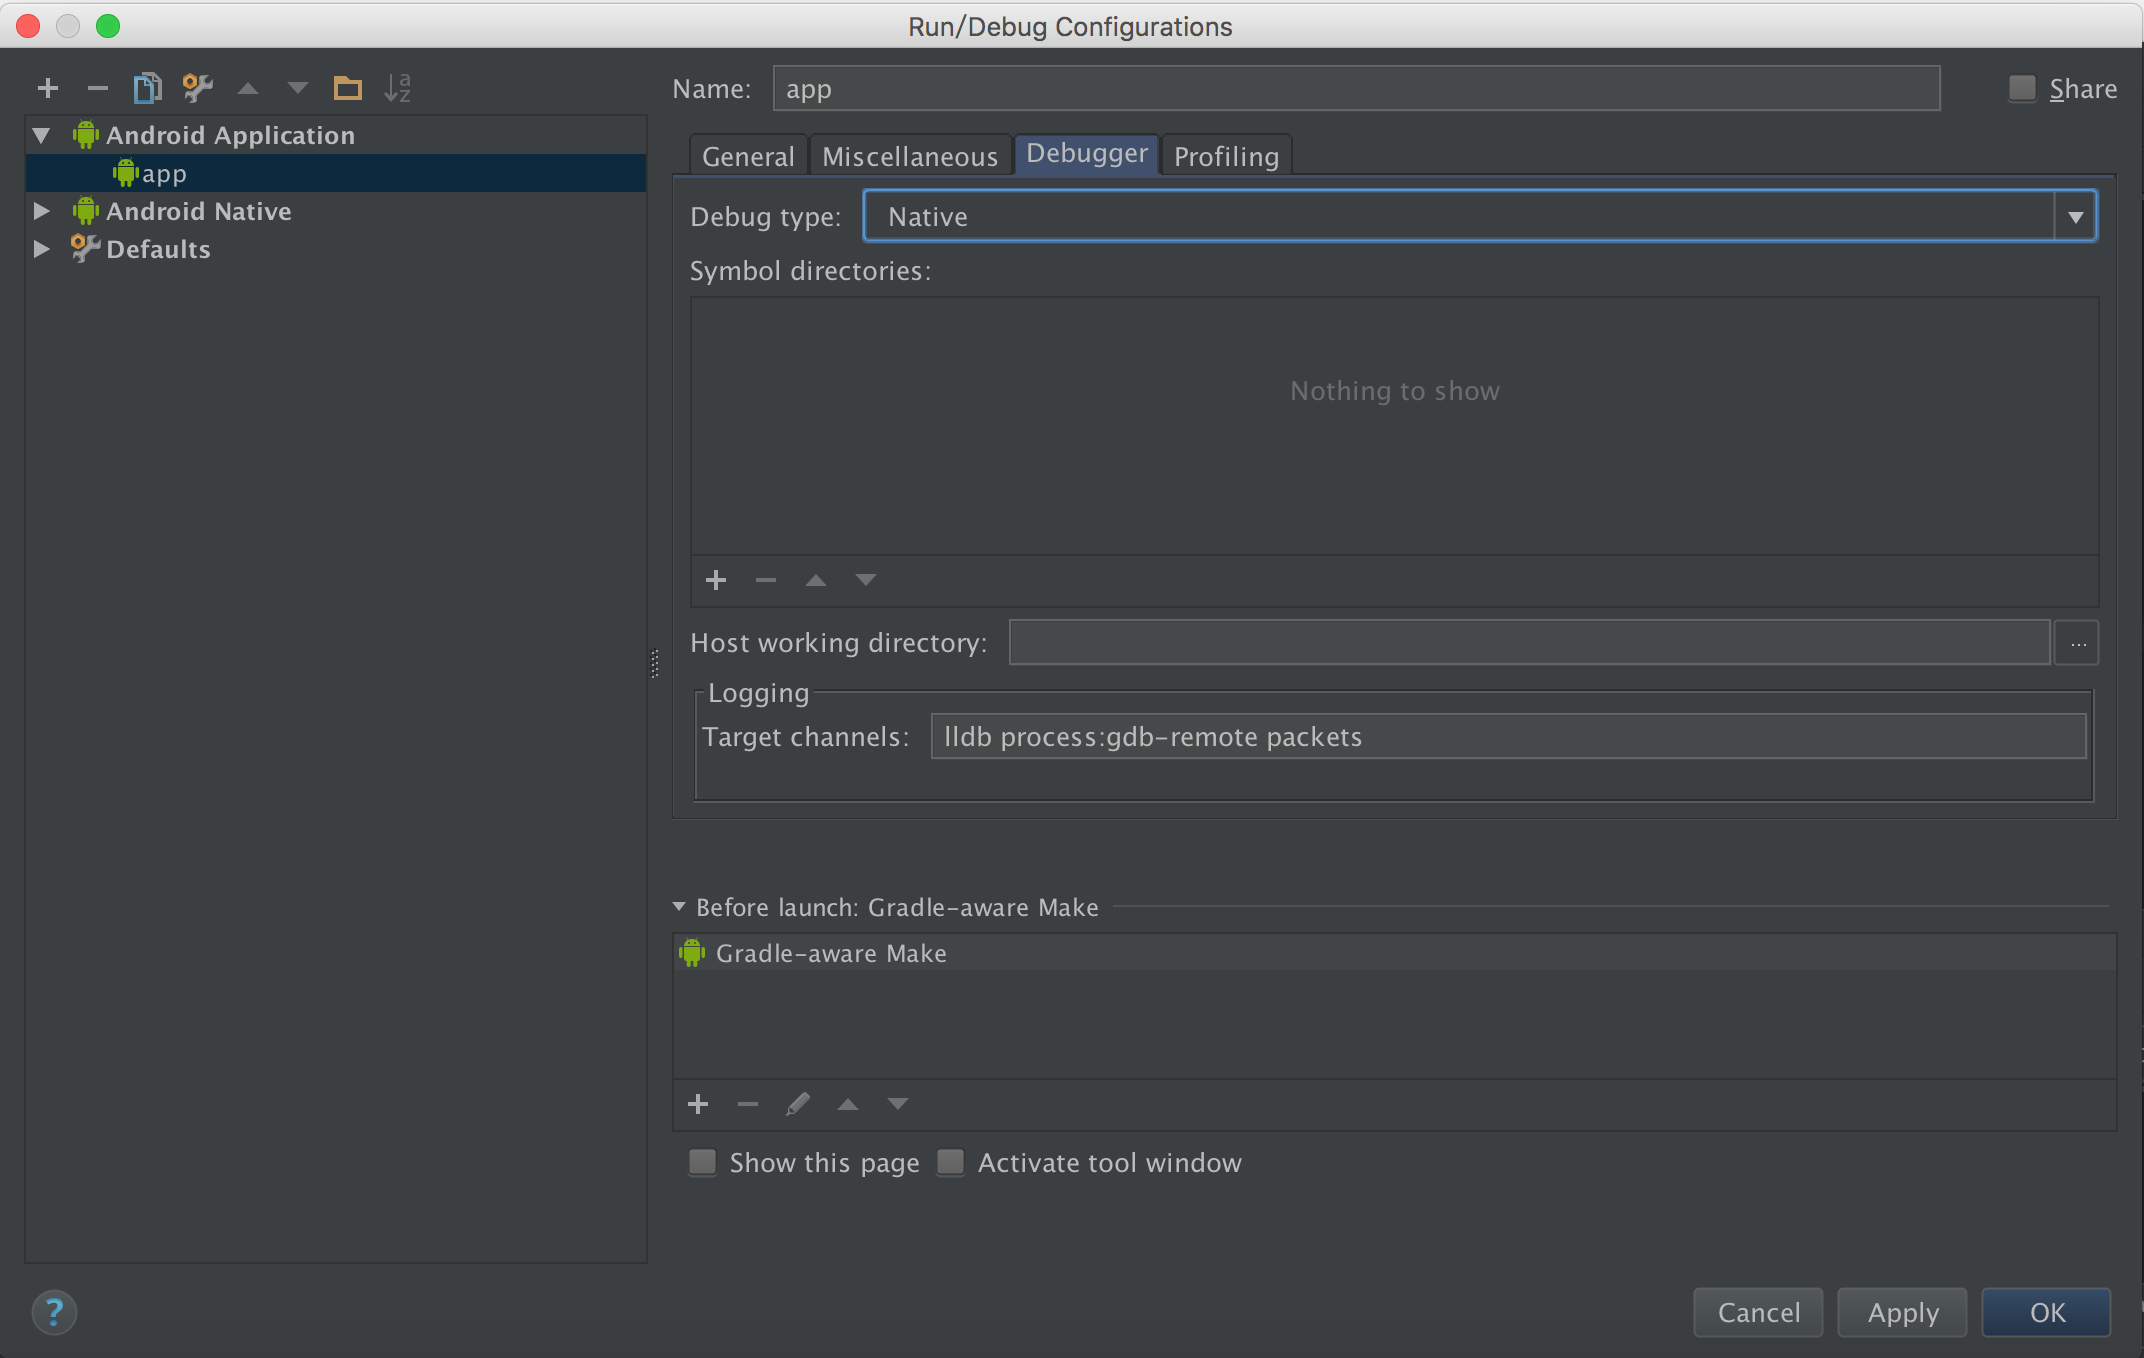 Run/Debug Configurations
Name: app Share
Android Application
app
Android Native
Defaults
General Miscellaneous Debugger Profiling
Debug type: Native
Symbol directories:
Nothing to show
Host working directory: ...
Logging
Target channels: lldb process:gdb-remote packets
Before launch: Gradle-aware Make
Gradle-aware Make
Show this page Activate tool window
? Cancel Apply OK